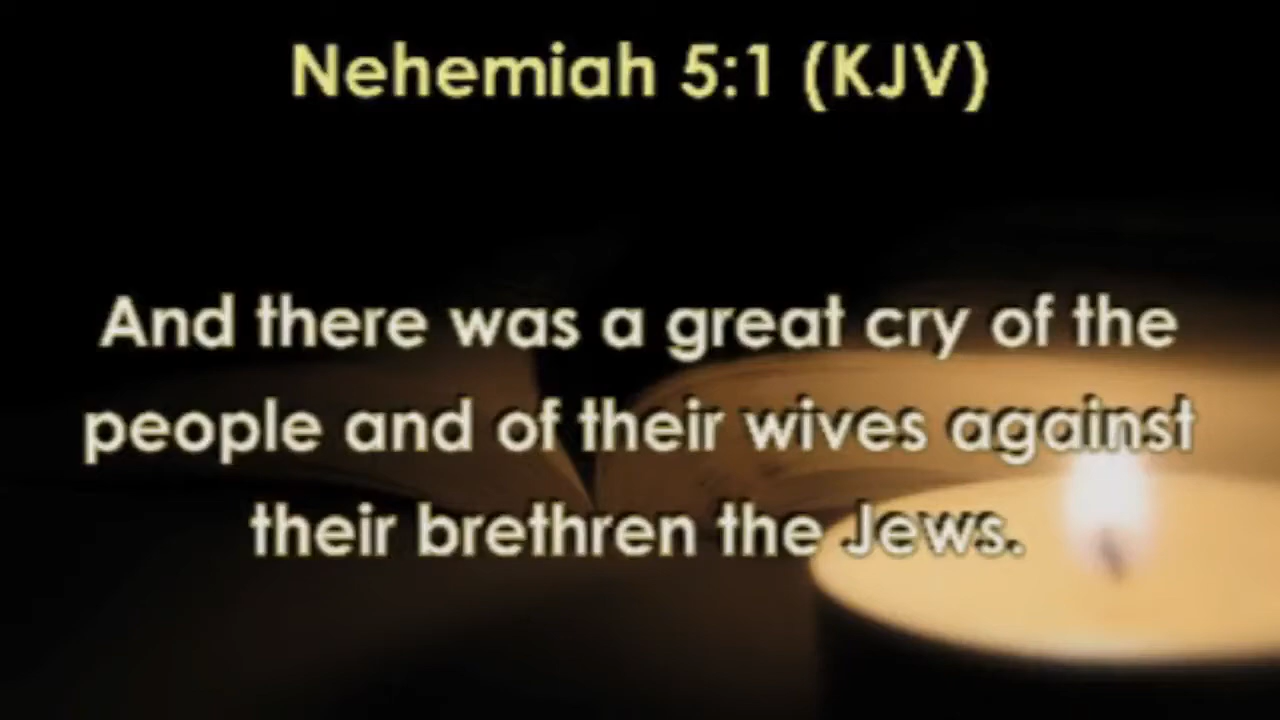 Nehemiah 5:1 (KJV)
And there was a great cry of the
people and of their wives against
their brethren the Jews.